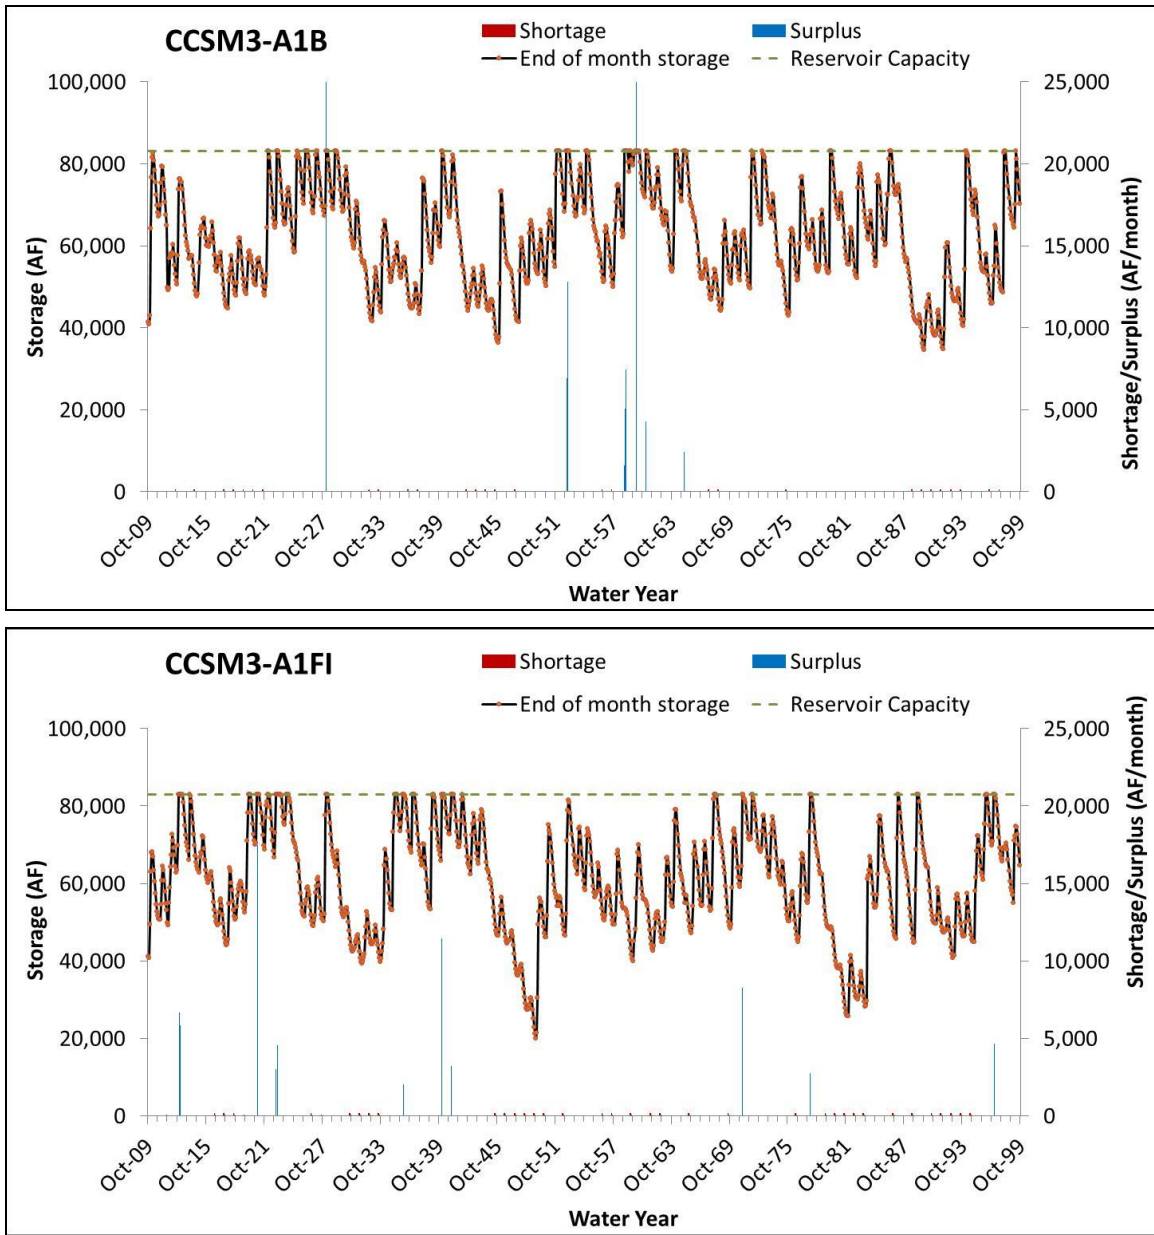 CCSM3-A1B
Shortage
Surplus
End of month storage
Reservoir Capacity
100,000
80,000
60,000
40,000
20,000
0
Storage (AF)
25,000
20,000
15,000
10,000
5,000
0
Shortage/Surplus (AF/month)
Oct-09 Oct-15 Oct-21 Oct-27 Oct-33 Oct-39 Oct-45 Oct-51 Oct-57 Oct-63 Oct-69 Oct-75 Oct-81 Oct-87 Oct-93 Oct-99
Water Year
CCSM3-A1FI
Shortage
Surplus
End of month storage
Reservoir Capacity
100,000
80,000
60,000
40,000
20,000
0
Storage (AF)
25,000
20,000
15,000
10,000
5,000
0
Shortage/Surplus (AF/month)
Oct-09 Oct-15 Oct-21 Oct-27 Oct-33 Oct-39 Oct-45 Oct-51 Oct-57 Oct-63 Oct-69 Oct-75 Oct-81 Oct-87 Oct-93 Oct-99
Water Year